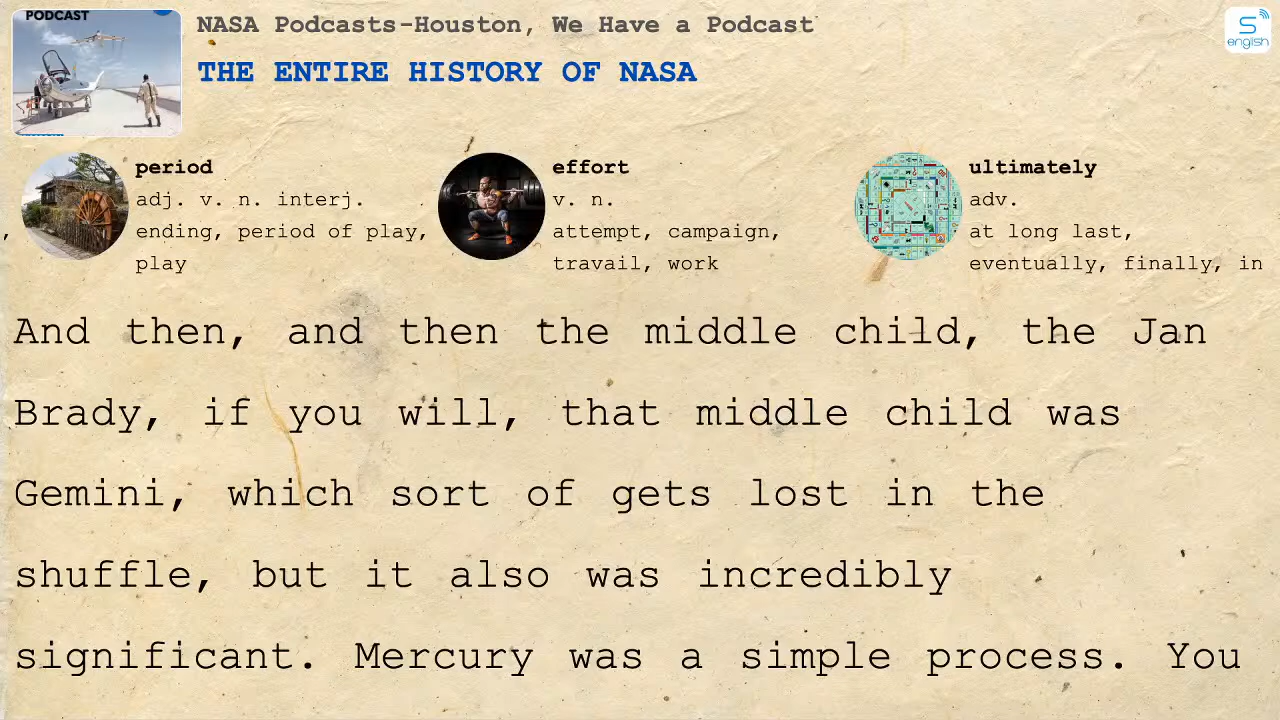 PODCAST
NASA Podcasts-Houston, We Have a Podcast
THE ENTIRE HISTORY OF NASA
S
english
period
adj. v. n. interj.
ending, period of play,
play
effort
v. n.
attempt, campaign,
travail, work
ultimately
adv.
at long last,
eventually, finally, in
And then, and then the middle child, the Jan
Brady, if you will, that middle child was
Gemini, which sort of gets lost in the
shuffle, but it also was incredibly
significant. Mercury was a simple process. You